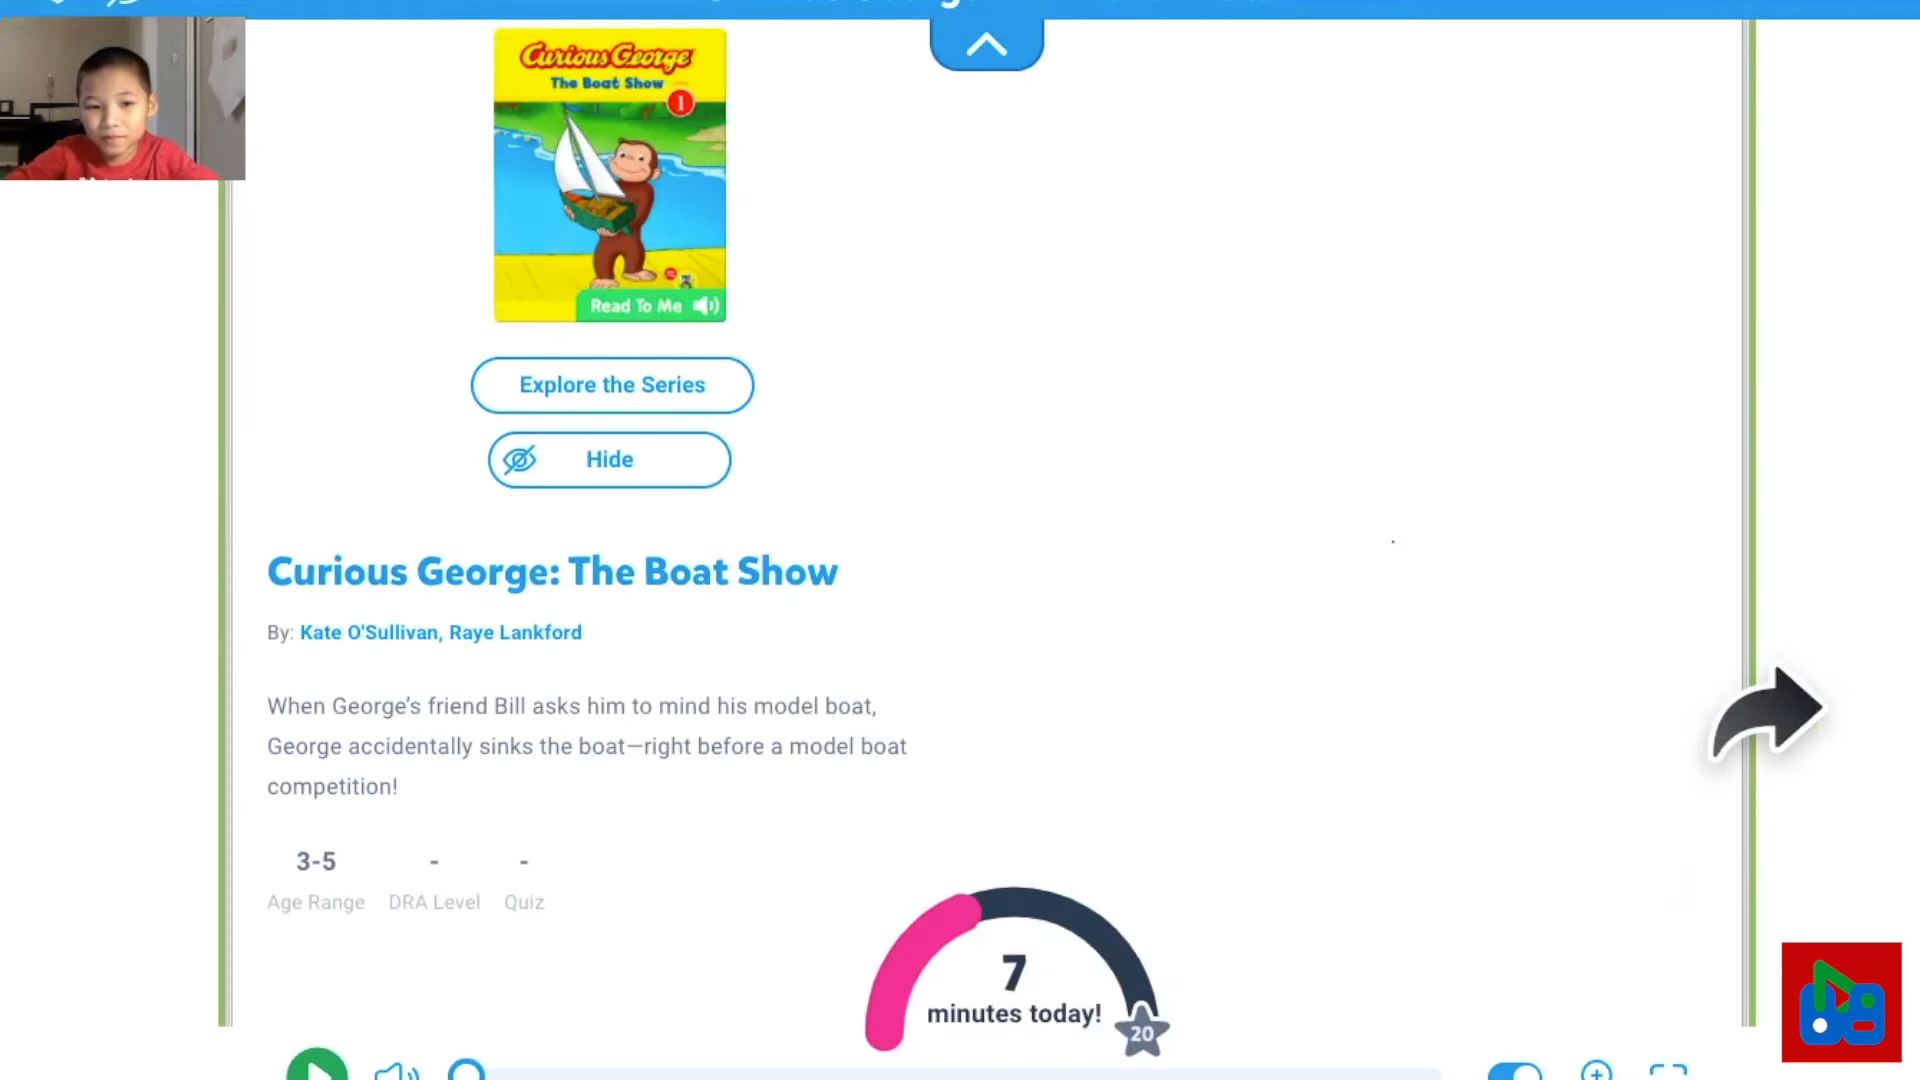 Curious George
The Boat Show
1
Read To Me
Explore the Series
Hide
Curious George: The Boat Show
By: Kate O'Sullivan, Raye Lankford
When George’s friend Bill asks him to mind his model boat,
George accidentally sinks the boat—right before a model boat
competition!
3-5 - -
Age Range DRA Level Quiz
7
minutes today!
20